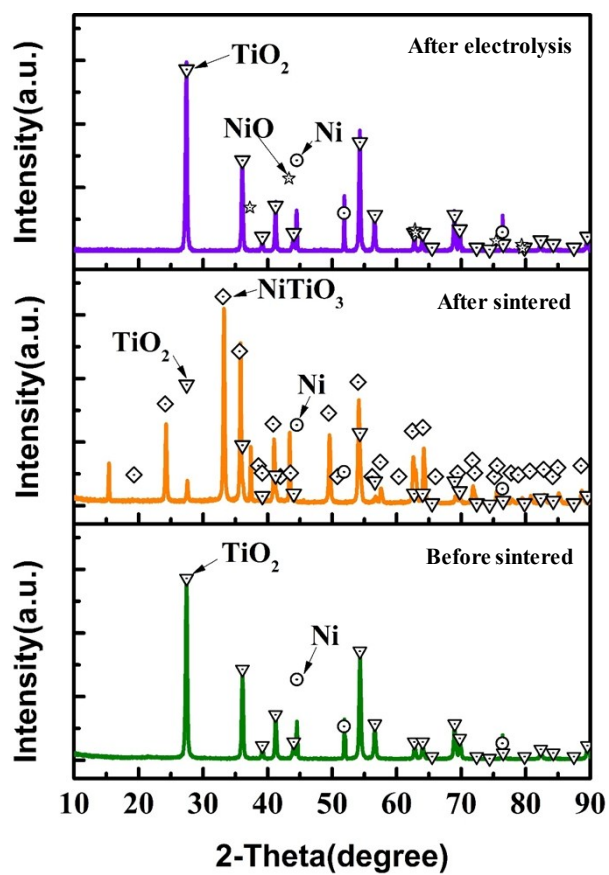 After electrolysis
TiO₂
NiO
Ni
Intensity(a.u.)
After sintered
NiTiO₃
TiO₂
Ni
Intensity(a.u.)
Before sintered
TiO₂
Ni
Intensity(a.u.)
10 20 30 40 50 60 70 80 90
2-Theta(degree)